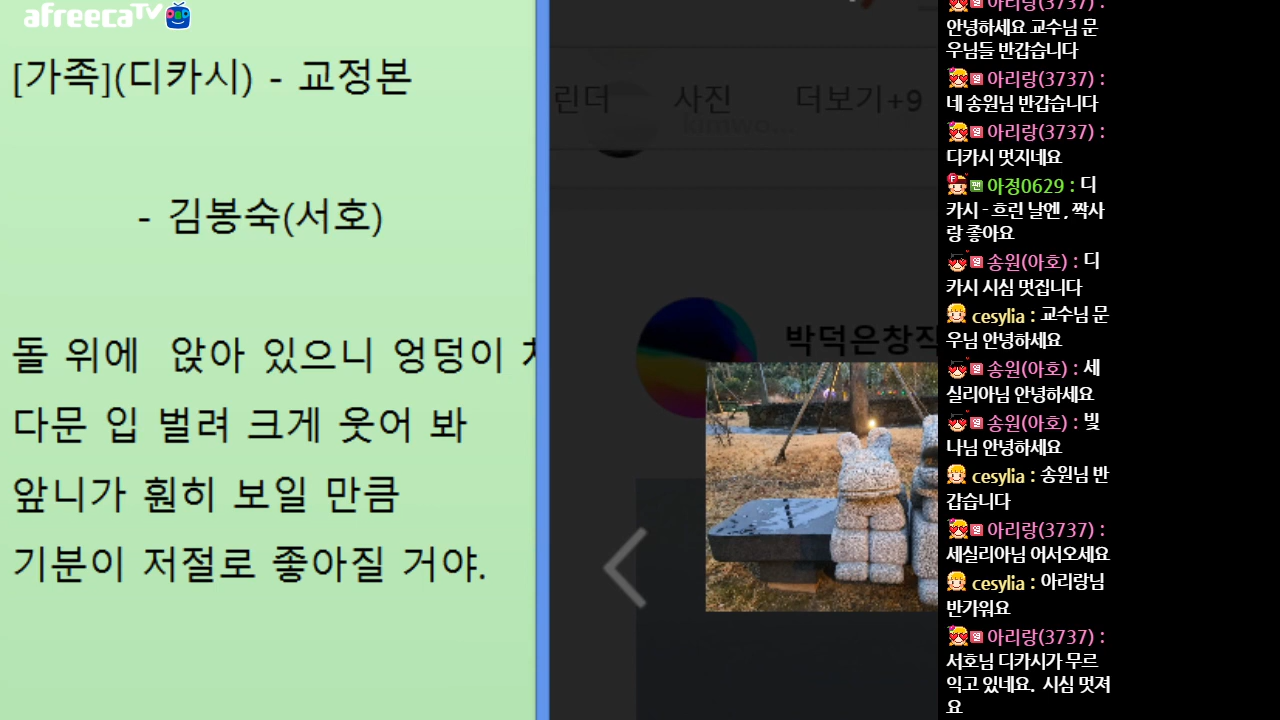 afreecaTV
[가족](디카시) - 교정본
- 김봉숙(서호)
돌 위에 앉아 있으니 엉덩이
다문 입 벌려 크게 웃어 봐
앞니가 훤히 보일 만큼
기분이 저절로 좋아질 거야.
린더 사진 더보기+9
kimwo...
박덕은창작
아리랑(3737) :
안녕하세요 교수님 문
우님들 반갑습니다
아리랑(3737) :
네 송원님 반갑습니다
아리랑(3737) :
디카시 멋지네요
아정0629 : 디
카시 - 흐린 날엔 , 짝사
랑 좋아요
송원(아호) : 디
카시 시심 멋집니다
cesylia : 교수님 문
우님 안녕하세요
송원(아호) : 세
실리아님 안녕하세요
송원(아호) : 빛
나님 안녕하세요
cesylia : 송원님 반
갑습니다
아리랑(3737) :
세실리아님 어서오세요
cesylia : 아리랑님
반가워요
아리랑(3737) :
서호님 디카시가 무르
익고 있네요. 시심 멋져
요